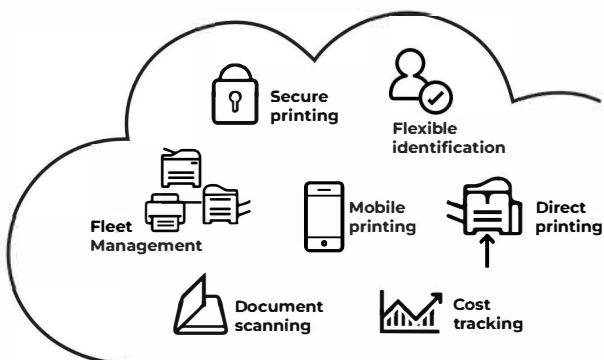 Secure
printing
Flexible
identification
Fleet
Management
Mobile
printing
Direct
printing
Document
scanning
Cost
tracking